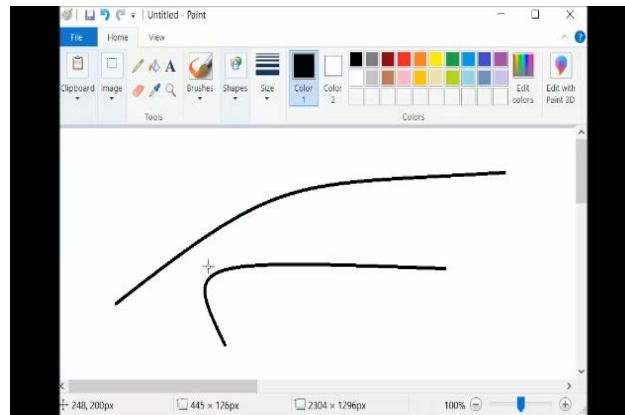 Untitled - Paint
File Home View
Clipboard Image Tools Brushes Shapes Size Color 1 Color 2 Colors Edit colors Edit with Paint 3D
248, 200px 445 × 126px 2304 × 1296px 100%